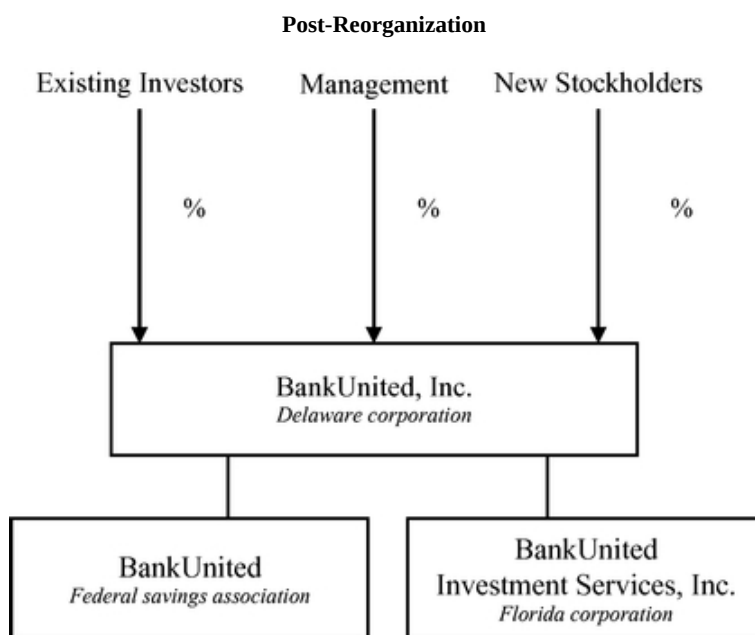 Post-Reorganization
Existing Investors Management New Stockholders
% % %
BankUnited, Inc.
Delaware corporation
BankUnited
Federal savings association
BankUnited
Investment Services, Inc.
Florida corporation